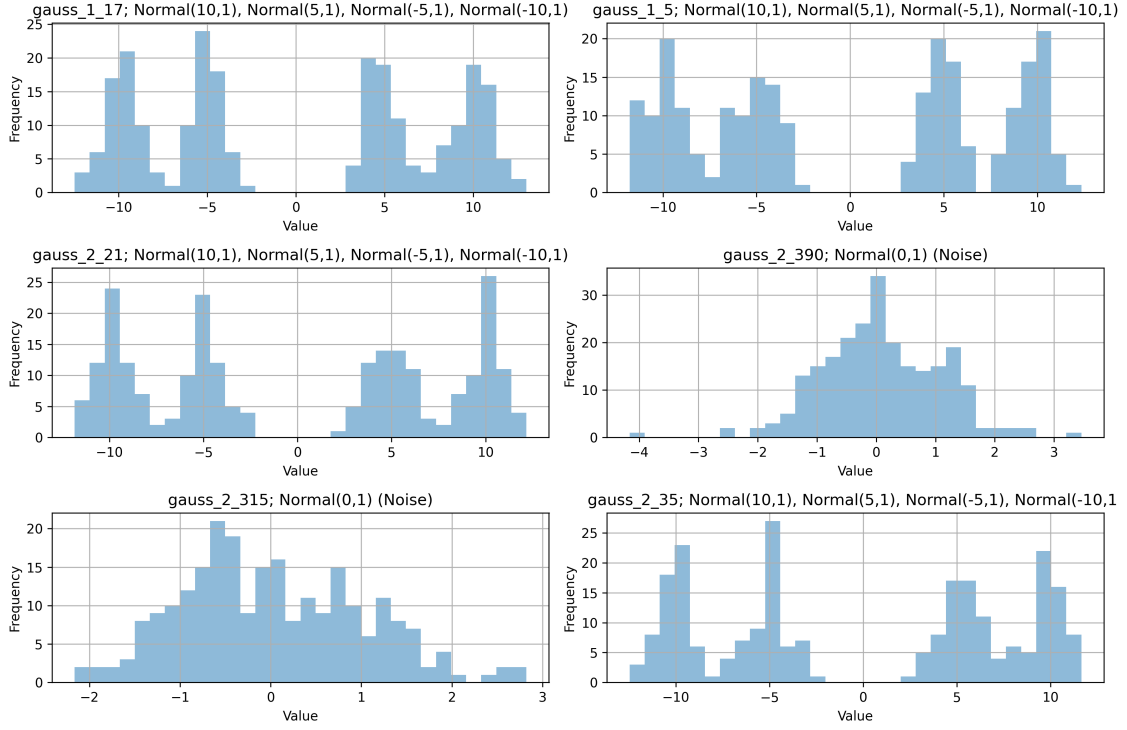 gauss_1_17; Normal(10,1), Normal(5,1), Normal(-5,1), Normal(-10,1)
25
20
15
10
5
0
Frequency
−10 −5 0 5 10
Value
gauss_1_5; Normal(10,1), Normal(5,1), Normal(-5,1), Normal(-10,1)
20
15
10
5
0
Frequency
−10 −5 0 5 10
Value
gauss_2_21; Normal(10,1), Normal(5,1), Normal(-5,1), Normal(-10,1)
25
20
15
10
5
0
Frequency
−10 −5 0 5 10
Value
gauss_2_390; Normal(0,1) (Noise)
30
20
10
0
Frequency
−4 −3 −2 −1 0 1 2 3
Value
gauss_2_315; Normal(0,1) (Noise)
20
15
10
5
0
Frequency
−2 −1 0 1 2 3
Value
gauss_2_35; Normal(10,1), Normal(5,1), Normal(-5,1), Normal(-10,1
25
20
15
10
5
0
Frequency
−10 −5 0 5 10
Value